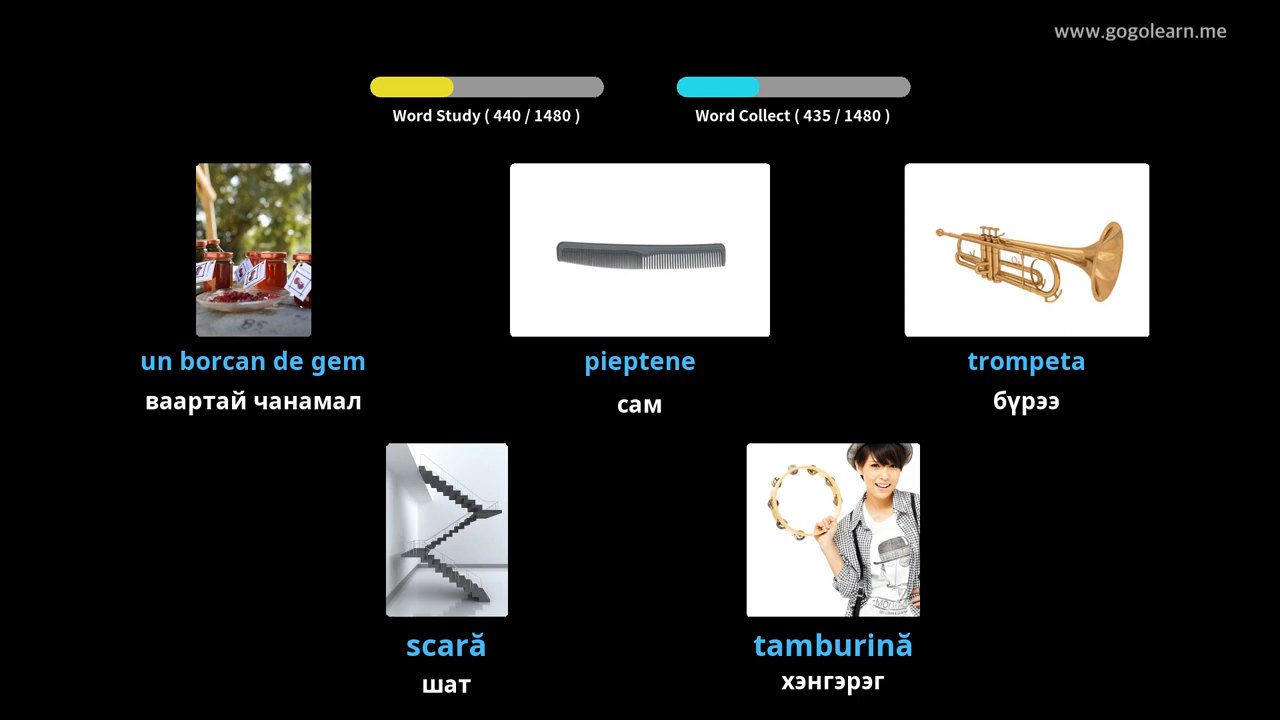 www.gogolearn.me
Word Study ( 440 / 1480 )
Word Collect ( 435 / 1480 )
un borcan de gem
pieptene
trompeta
ваартай чанамал
сам
бүрээ
scară
tamburină
шат
хэнгэрэг